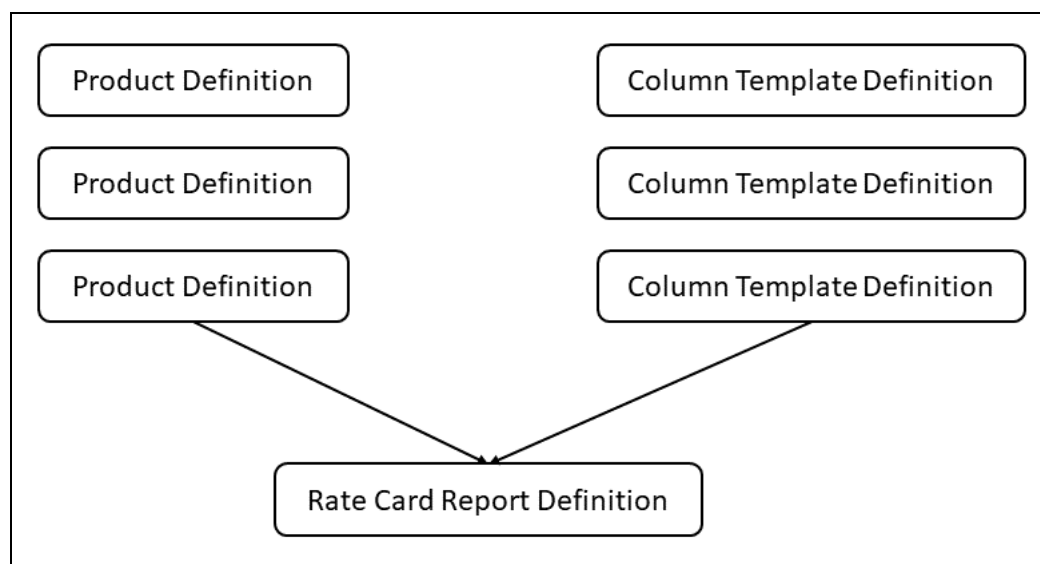 Product Definition
Column Template Definition
Product Definition
Column Template Definition
Product Definition
Column Template Definition
Rate Card Report Definition